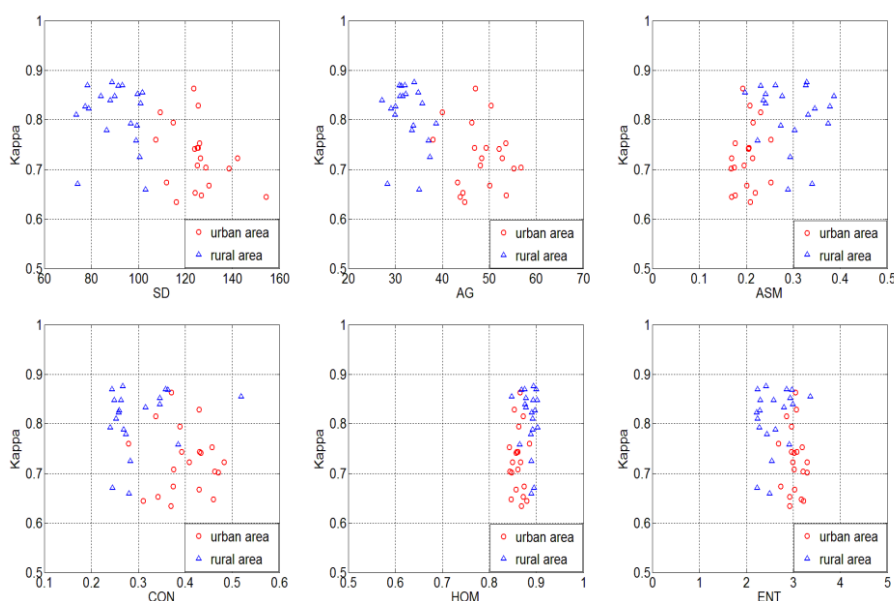 1
0.9
0.8
0.7
0.6
0.5
60 80 100 120 140 160
Kappa
SD
urban area
rural area
1
0.9
0.8
0.7
0.6
0.5
20 30 40 50 60 70
Kappa
AG
urban area
rural area
1
0.9
0.8
0.7
0.6
0.5
0 0.1 0.2 0.3 0.4 0.5
Kappa
ASM
urban area
rural area
1
0.9
0.8
0.7
0.6
0.5
0.1 0.2 0.3 0.4 0.5 0.6
Kappa
CON
urban area
rural area
1
0.9
0.8
0.7
0.6
0.5
0.5 0.6 0.7 0.8 0.9 1
Kappa
HOM
urban area
rural area
1
0.9
0.8
0.7
0.6
0.5
0 1 2 3 4 5
Kappa
ENT
urban area
rural area